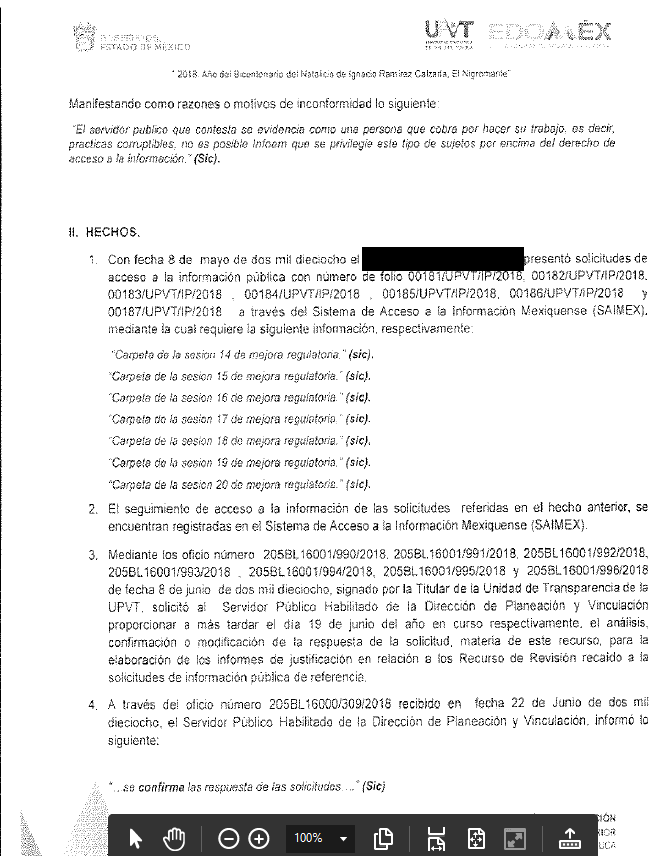 GOBIERNO DEL
ESTADO DE MÉXICO
UPVT
EDOMÉX
" 2018. Año del Bicentenario del Natalicio de Ignacio Ramírez Calzada, El Nigromante"
Manifestando como razones o motivos de inconformidad lo siguiente:
"El servidor publico que contesta se evidencia como una persona que cobra por hacer su trabajo, es decir,
practicas corruptibles, no es posible Infoem que se privilegie este tipo de sujetos por encima del derecho de
acceso a la información." (Sic).
II. HECHOS.
1. Con fecha 8 de mayo de dos mil dieciocho el presentó solicitudes de
acceso a la información pública con número de folio 00181/UPVT/IP/2018, 00182/UPVT/IP/2018,
00183/UPVT/IP/2018 , 00184/UPVT/IP/2018 , 00185/UPVT/IP/2018, 00186/UPVT/IP/2018 y
00187/UPVT/IP/2018 a través del Sistema de Acceso a la Información Mexiquense (SAIMEX),
mediante la cual requiere la siguiente información, respectivamente:
"Carpeta de la sesion 14 de mejora regulatoria." (sic).
"Carpeta de la sesion 15 de mejora regulatoria." (sic).
"Carpeta de la sesion 16 de mejora regulatoria." (sic).
"Carpeta de la sesion 17 de mejora regulatoria." (sic).
"Carpeta de la sesion 18 de mejora regulatoria." (sic).
"Carpeta de la sesion 19 de mejora regulatoria." (sic).
"Carpeta de la sesion 20 de mejora regulatoria." (sic).
2. El seguimiento de acceso a la información de las solicitudes referidas en el hecho anterior, se
encuentran registradas en el Sistema de Acceso a la Información Mexiquense (SAIMEX).
3. Mediante los oficio número 205BL16001/990/2018, 205BL16001/991/2018, 205BL16001/992/2018,
205BL16001/993/2018 , 205BL16001/994/2018, 205BL16001/995/2018 y 205BL16001/996/2018
de fecha 8 de junio de dos mil dieciocho, signado por la Titular de la Unidad de Transparencia de la
UPVT, solicitó al Servidor Público Habilitado de la Dirección de Planeación y Vinculación
proporcionar a más tardar el día 19 de junio del año en curso respectivamente, el análisis,
confirmación o modificación de la respuesta de la solicitud, materia de este recurso, para la
elaboración de los informes de justificación en relación a los Recurso de Revisión recaido a la
solicitudes de información pública de referencia.
4. A través del oficio número 205BL16000/309/2018 recibido en fecha 22 de Junio de dos mil
dieciocho, el Servidor Público Habilitado de la Dirección de Planeación y Vinculación, informó lo
siguiente:
"...se confirma las respuesta de las solicitudes...." (Sic)
100%
IÓN
RIOR
UCA